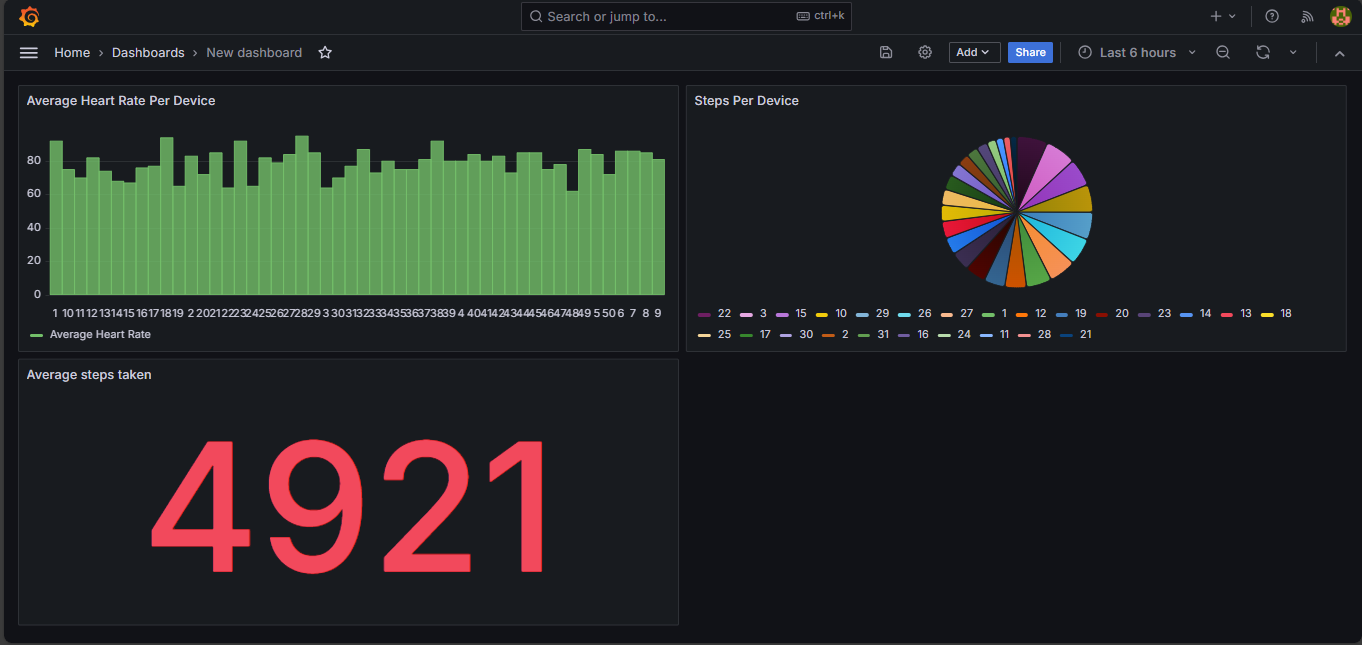 Search or jump to... ctrl+k
Home › Dashboards › New dashboard Add Share Last 6 hours
Average Heart Rate Per Device
80
60
40
20
0
1 10 11 12 13 14 15 16 17 18 19 2 20 21 22 23 24 25 26 27 28 29 3 30 31 32 33 34 35 36 37 38 39 4 40 41 42 43 44 45 46 47 48 49 5 50 6 7 8 9
Average Heart Rate
Steps Per Device
22 3 15 10 29 26 27 1 12 19 20 23 14 13 18
25 17 30 2 31 16 24 11 28 21
Average steps taken
4921